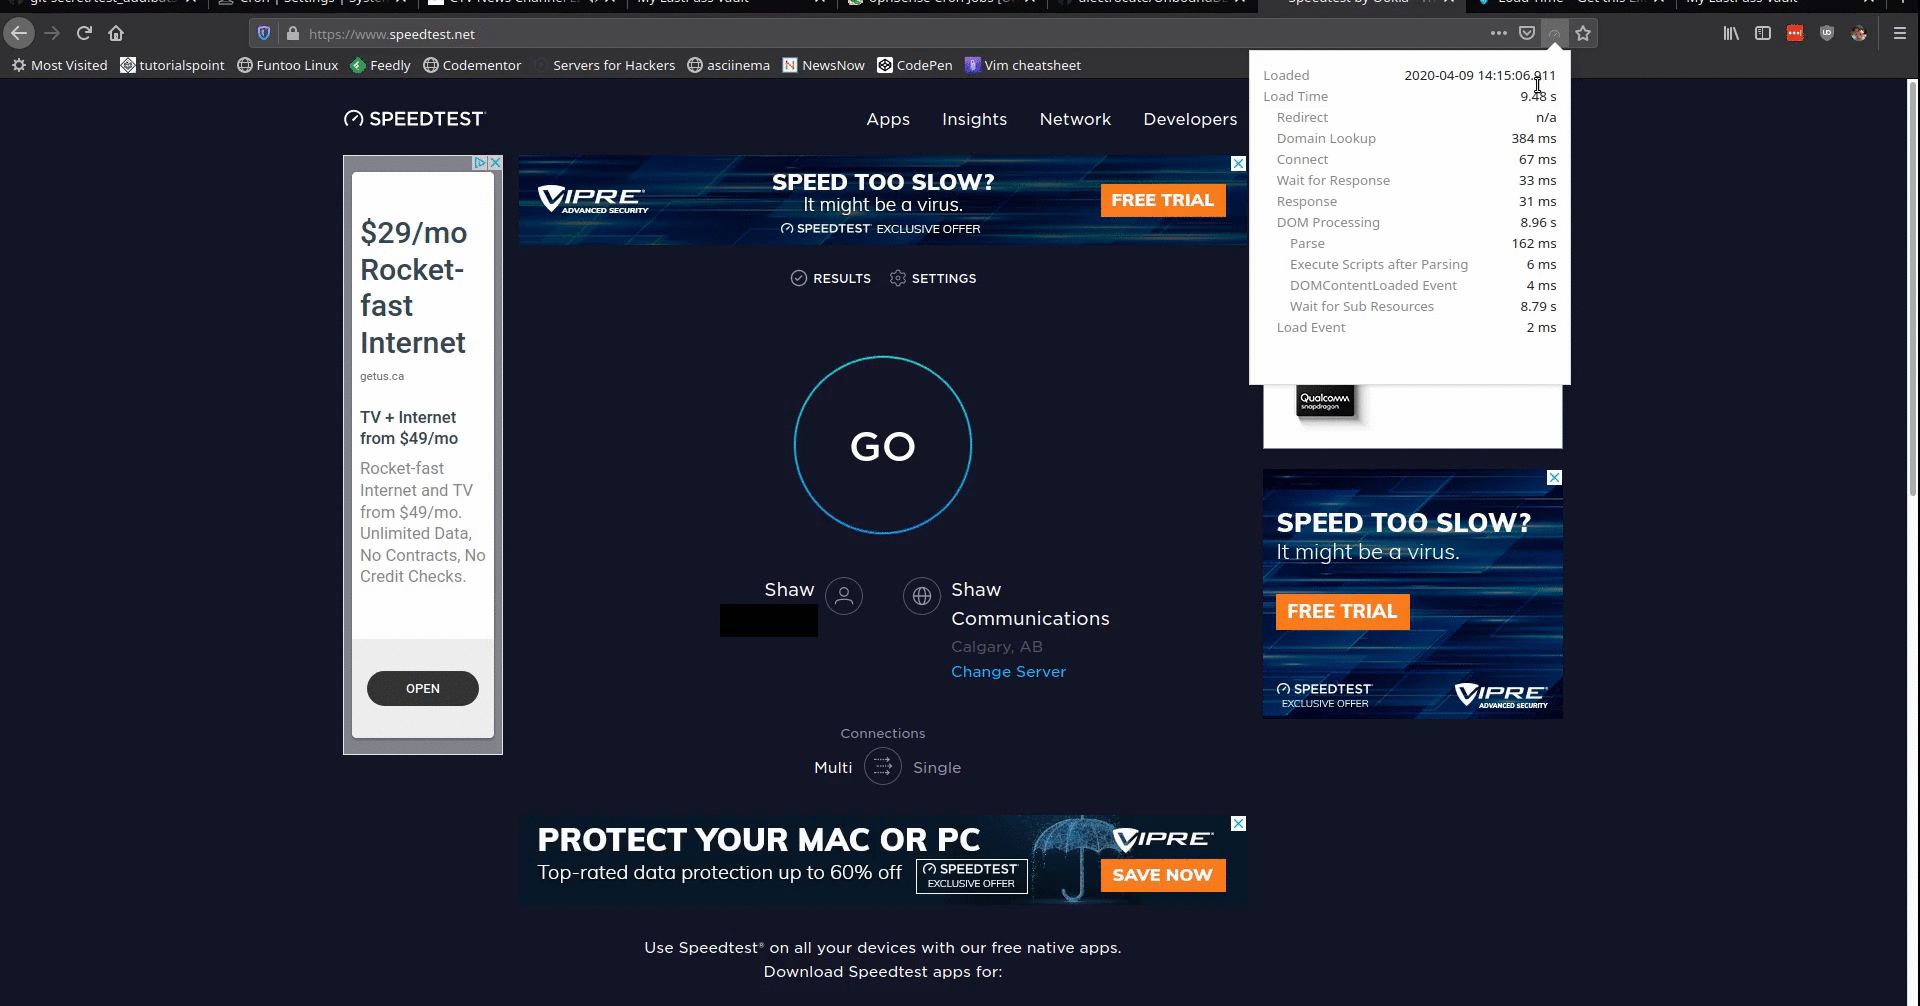 My LastPass Vault
https://www.speedtest.net
Most Visited
tutorialspoint
Funtoo Linux
Feedly
Codementor
Servers for Hackers
asciinema
NewsNow
CodePen
Vim cheatsheet
Loaded 2020-04-09 14:15:06.911
Load Time 9.48 s
Redirect n/a
Domain Lookup 384 ms
Connect 67 ms
Wait for Response 33 ms
Response 31 ms
DOM Processing 8.96 s
Parse 162 ms
Execute Scripts after Parsing 6 ms
DOMContentLoaded Event 4 ms
Wait for Sub Resources 8.79 s
Load Event 2 ms
SPEEDTEST
Apps
Insights
Network
Developers
$29/mo
Rocket-
fast
Internet
getus.ca
TV + Internet
from $49/mo
Rocket-fast
Internet and TV
from $49/mo.
Unlimited Data,
No Contracts, No
Credit Checks.
OPEN
VIPRE
ADVANCED SECURITY
SPEED TOO SLOW?
It might be a virus.
SPEEDTEST EXCLUSIVE OFFER
FREE TRIAL
RESULTS
SETTINGS
GO
Shaw
Shaw
Communications
Calgary, AB
Change Server
Connections
Multi
Single
Qualcomm
snapdragon
SPEED TOO SLOW?
It might be a virus.
FREE TRIAL
SPEEDTEST
EXCLUSIVE OFFER
VIPRE
ADVANCED SECURITY
PROTECT YOUR MAC OR PC
Top-rated data protection up to 60% off
SPEEDTEST
EXCLUSIVE OFFER
VIPRE
ADVANCED SECURITY
SAVE NOW
Use Speedtest® on all your devices with our free native apps.
Download Speedtest apps for: